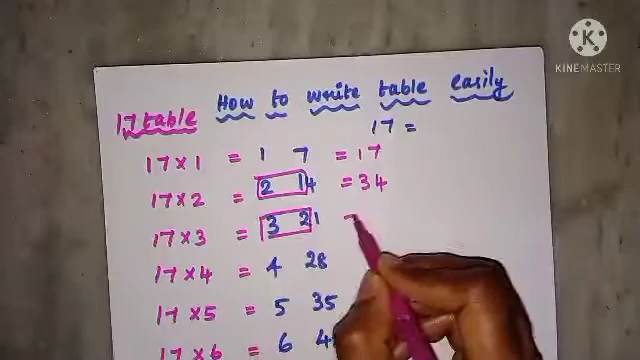 KINEMASTER
17 table How to write table easily
17 =
17 × 1 = 1 7 = 17
17 × 2 = 2 14 = 34
17 × 3 = 3 21
17 × 4 = 4 28
17 × 5 = 5 35
17 × 6 = 6